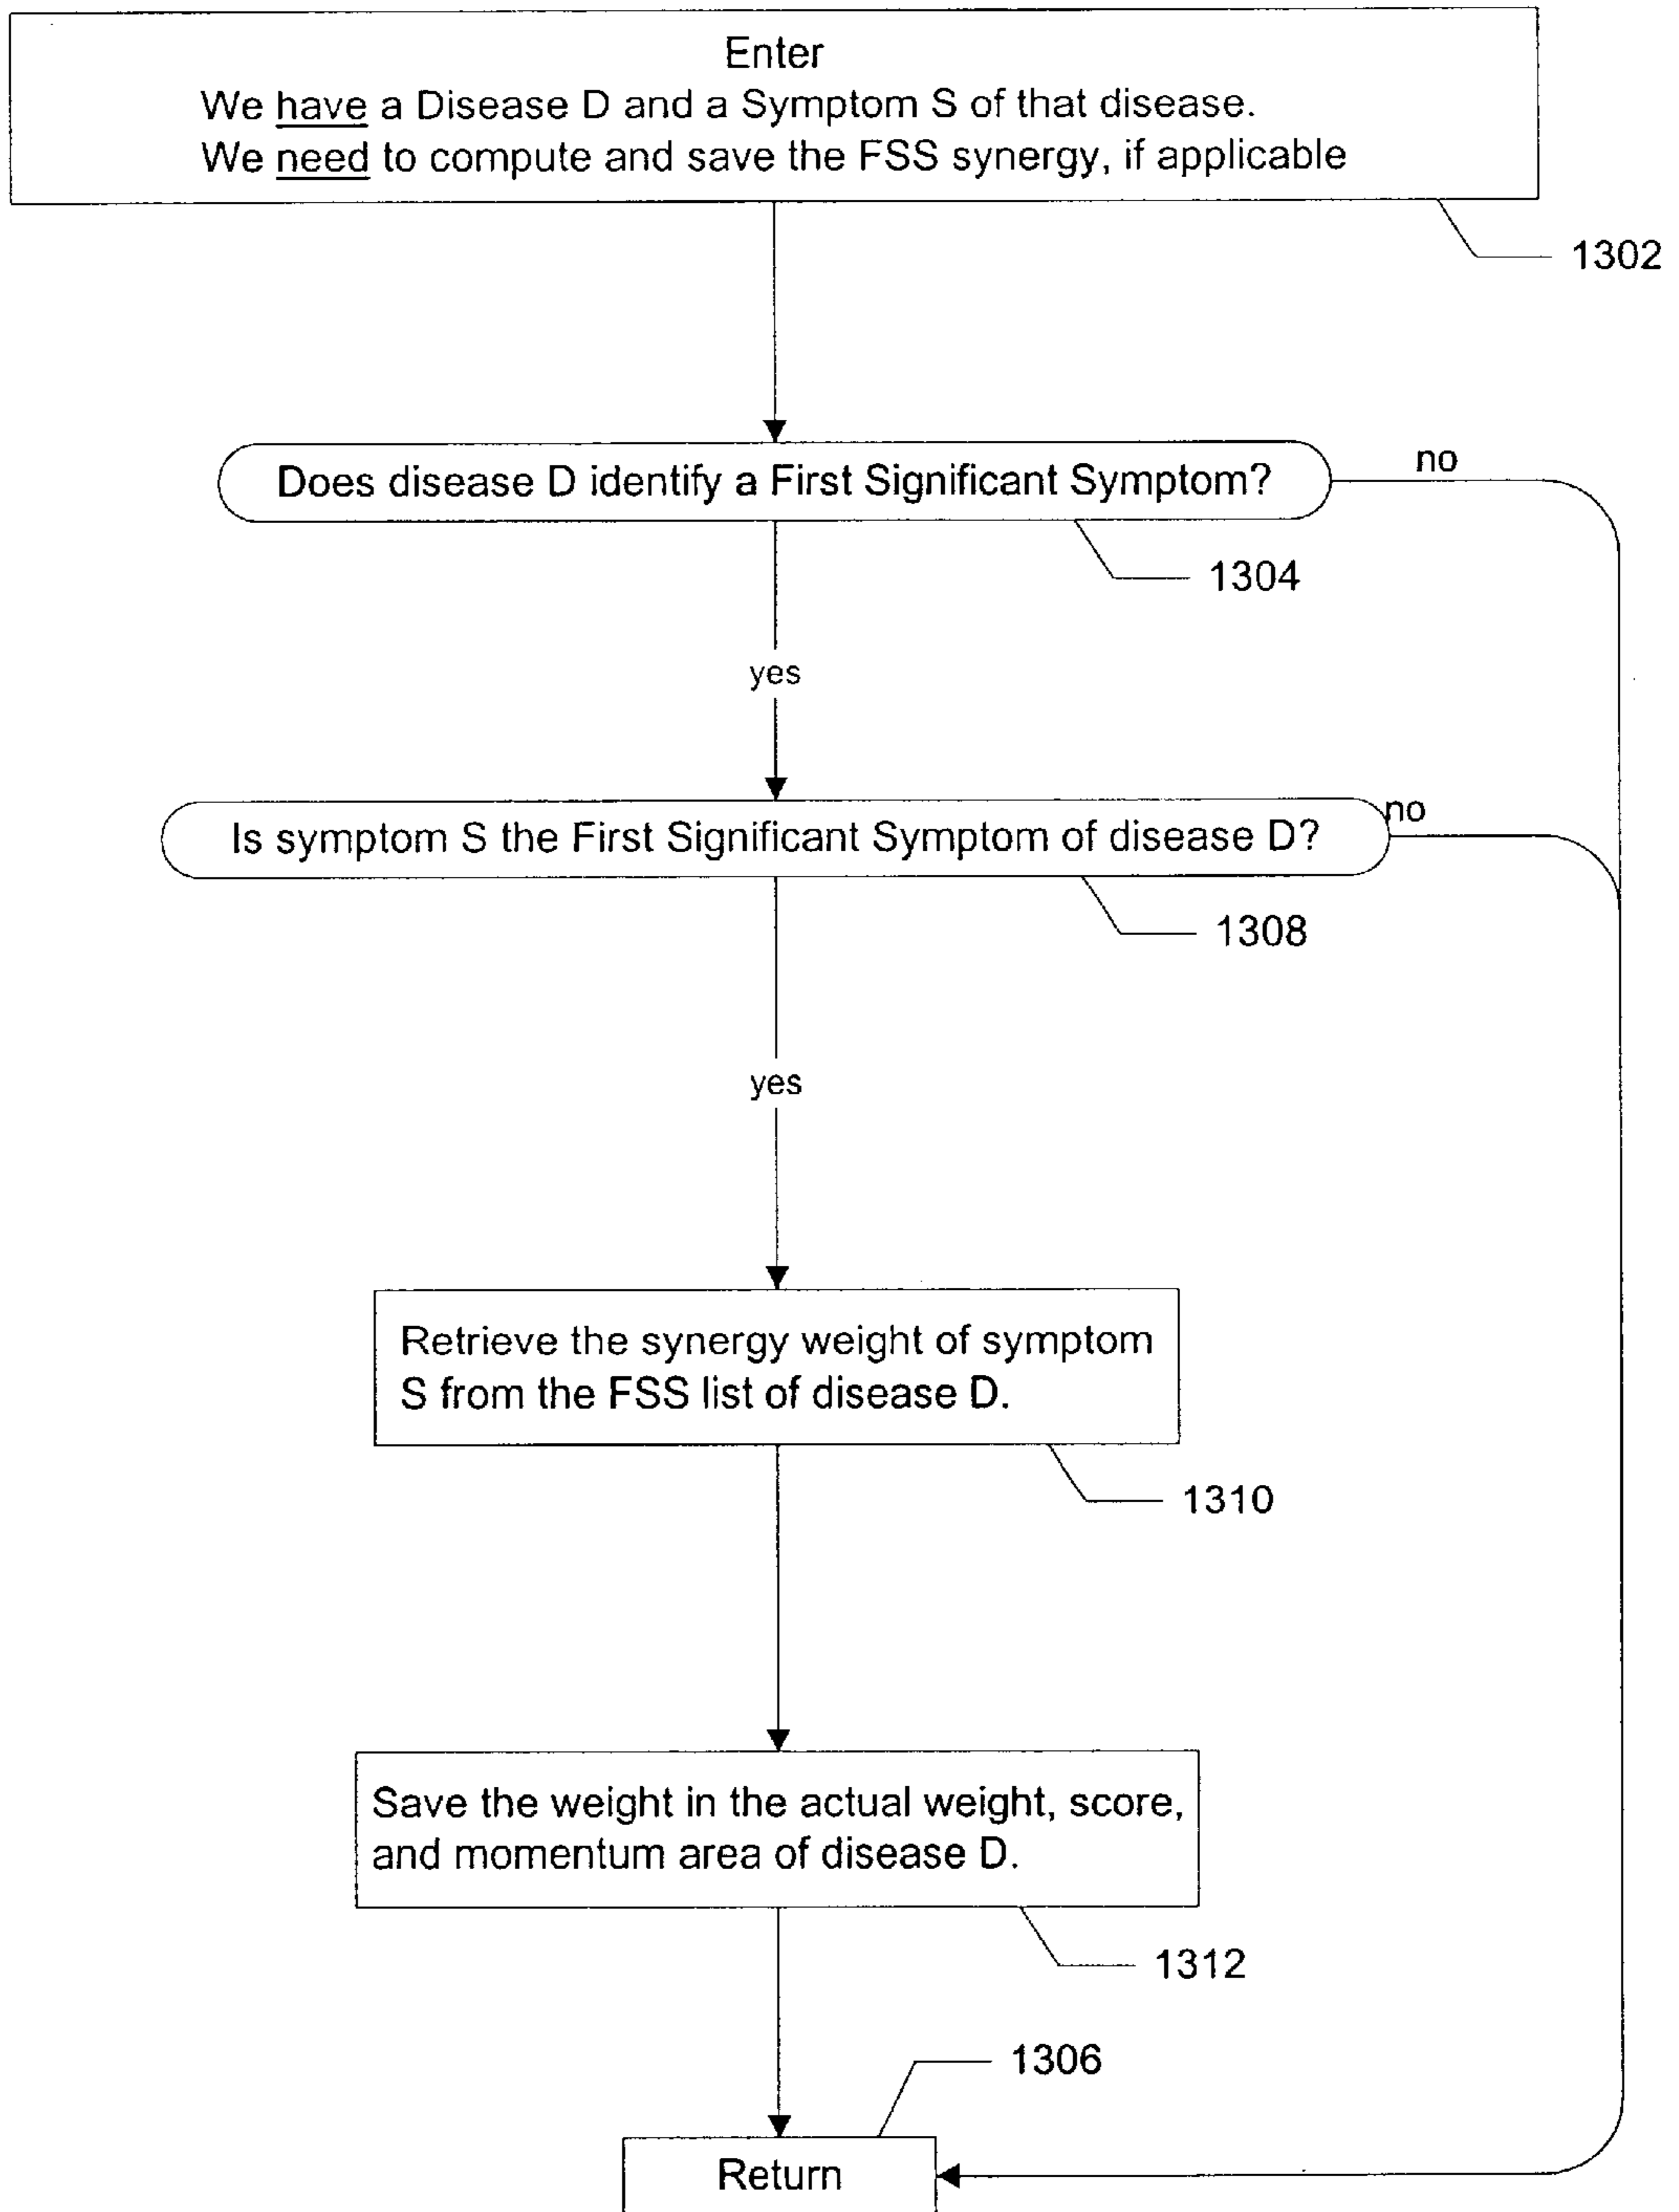 Enter
We have a Disease D and a Symptom S of that disease.
We need to compute and save the FSS synergy, if applicable
1302
Does disease D identify a First Significant Symptom?
no
1304
yes
Is symptom S the First Significant Symptom of disease D?
no
1308
yes
Retrieve the synergy weight of symptom
S from the FSS list of disease D.
1310
Save the weight in the actual weight, score,
and momentum area of disease D.
1312
1306
Return